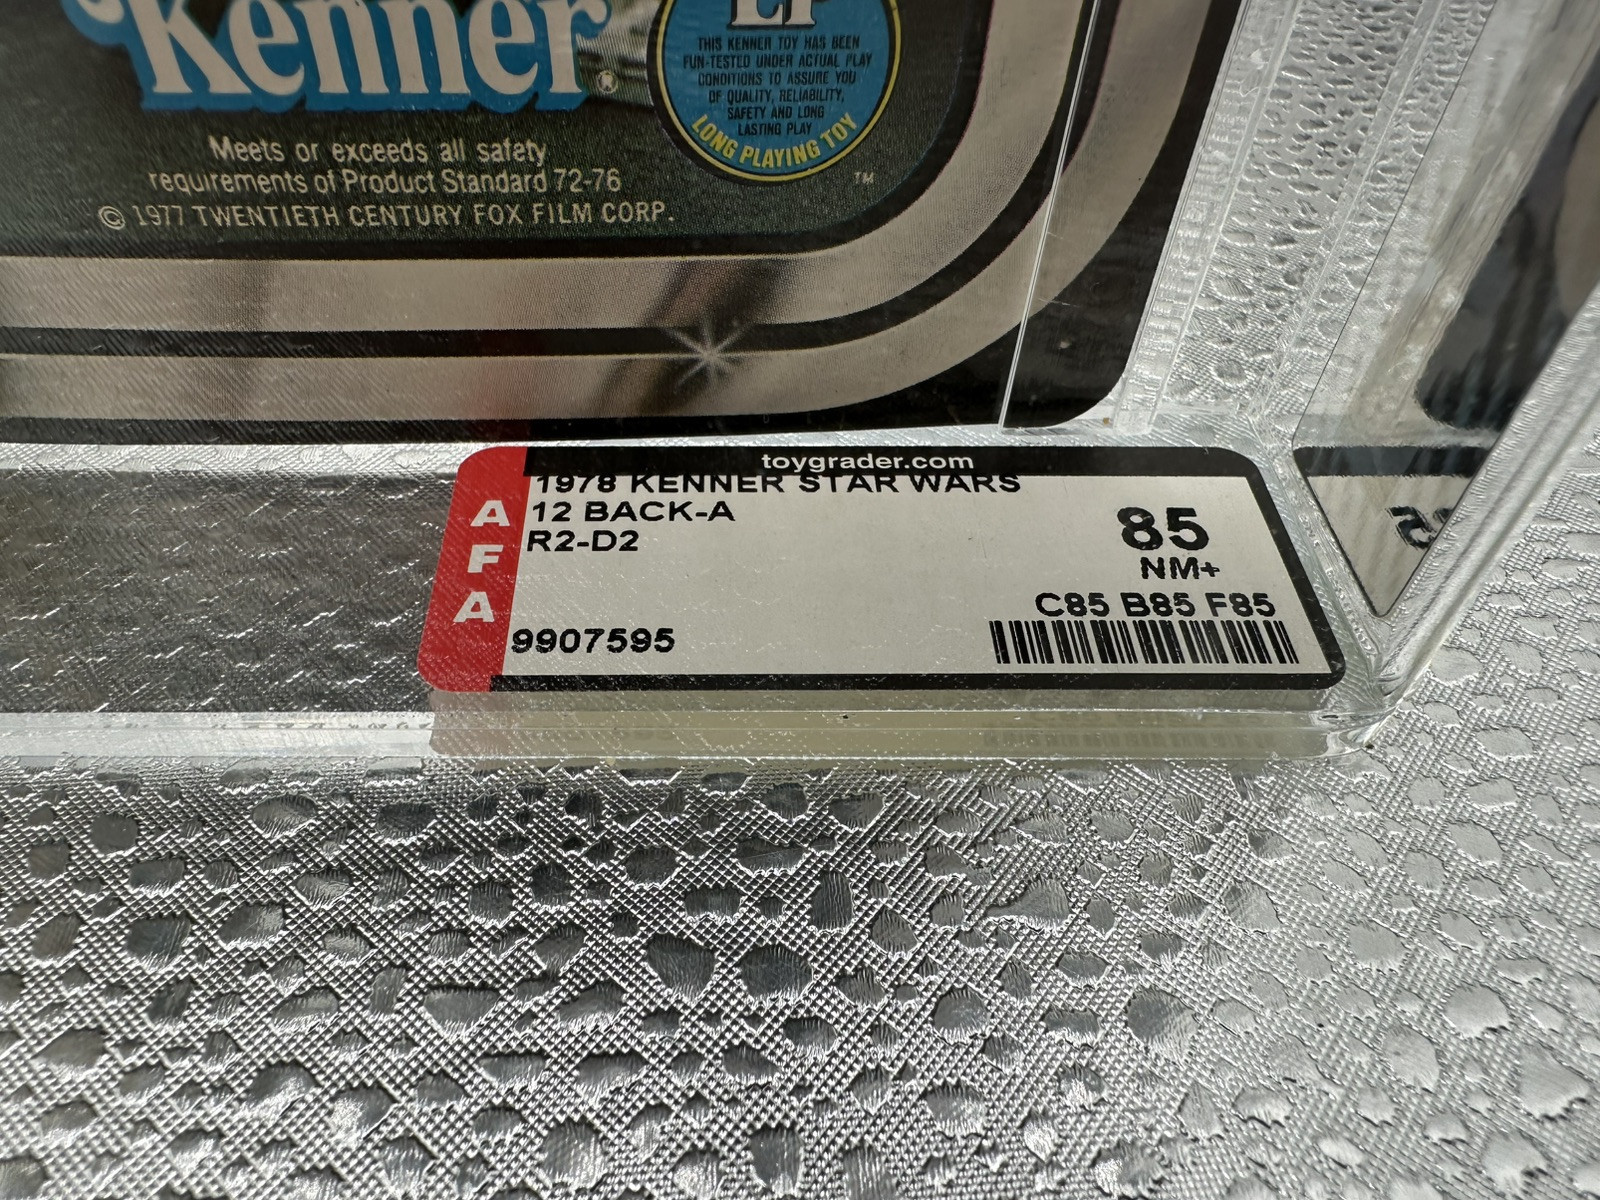 Kenner®
LP
THIS KENNER TOY HAS BEEN
FUN-TESTED UNDER ACTUAL PLAY
CONDITIONS TO ASSURE YOU
OF QUALITY, RELIABILITY,
SAFETY AND LONG
LASTING PLAY
LONG PLAYING TOY
TM
Meets or exceeds all safety
requirements of Product Standard 72-76
© 1977 TWENTIETH CENTURY FOX FILM CORP.
toygrader.com
AFA
1978 KENNER STAR WARS
12 BACK-A
R2-D2
85
NM+
C85 B85 F85
9907595